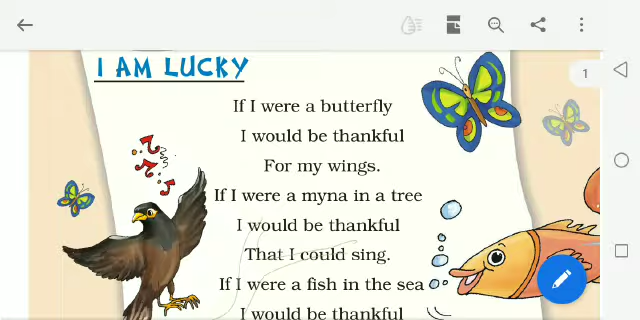 1
I AM LUCKY
If I were a butterfly
I would be thankful
For my wings.
If I were a myna in a tree
I would be thankful
That I could sing.
If I were a fish in the sea
I would be thankful